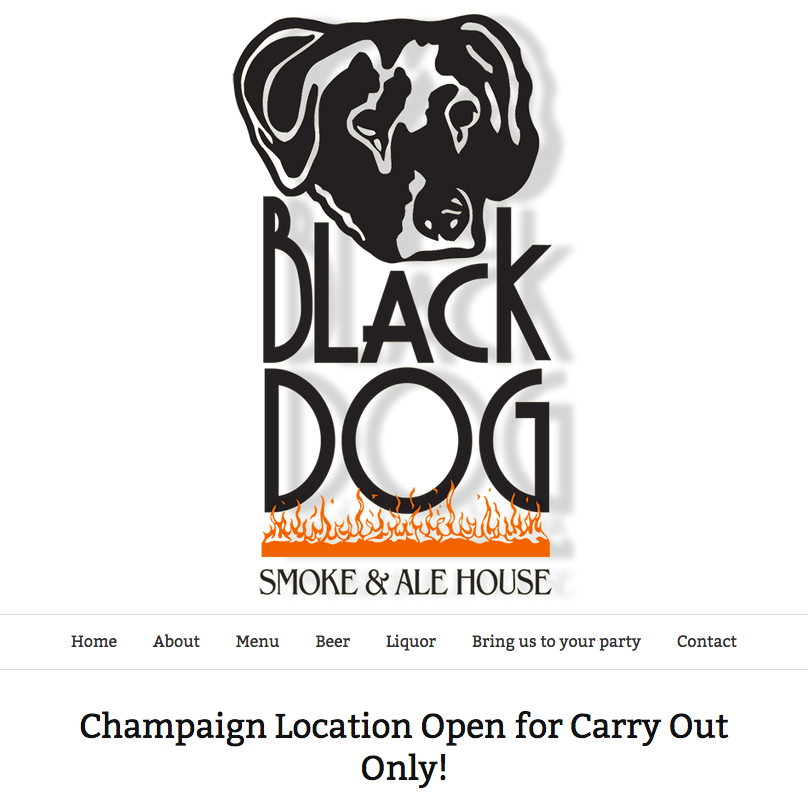 BLACK
DOG
SMOKE & ALE HOUSE
Home About Menu Beer Liquor Bring us to your party Contact
Champaign Location Open for Carry Out
Only!